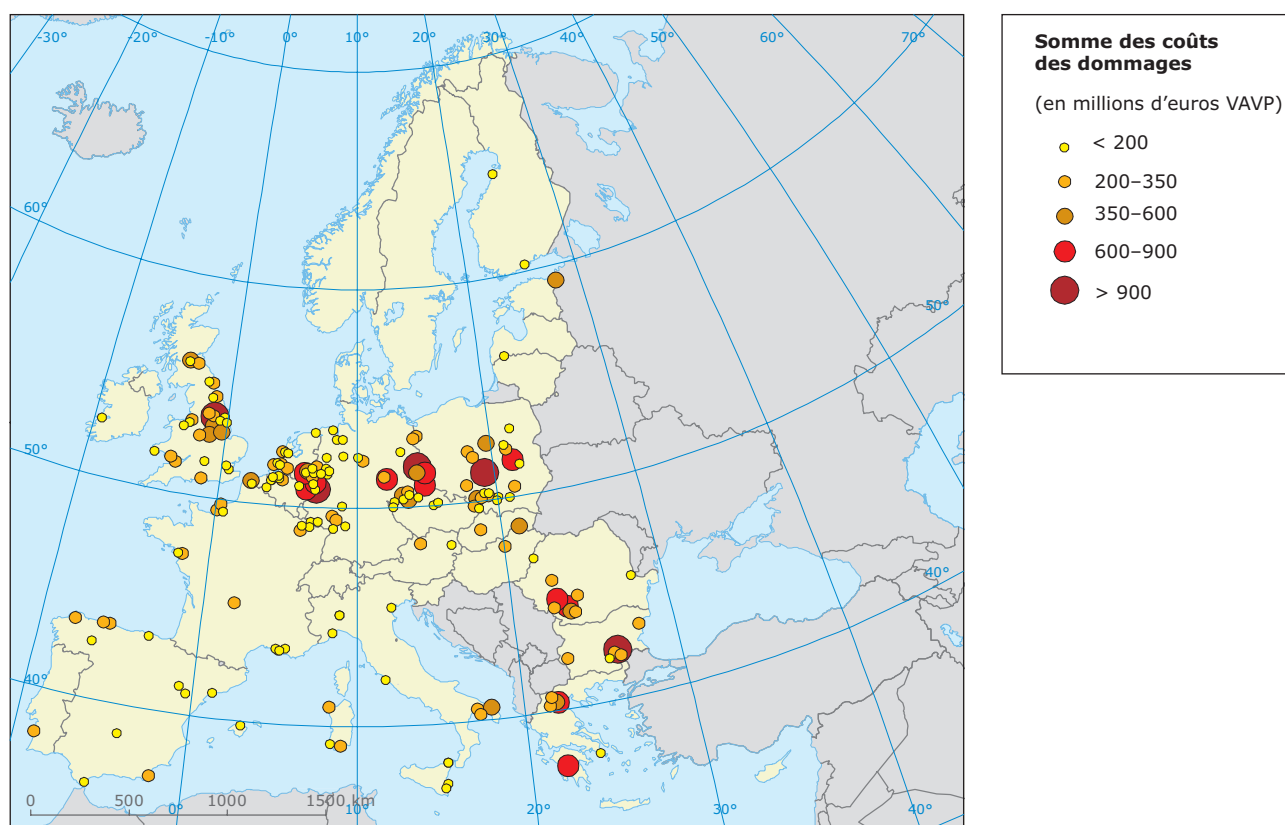 -30° -20° -10° 0° 10° 20° 30° 40° 50° 60° 70°
60°
50°
50°
40°
40°
0 500 1000 1500 km
0° 10° 20° 30° 40°
Somme des coûts
des dommages
(en millions d'euros VAVP)
< 200
200–350
350–600
600–900
> 900